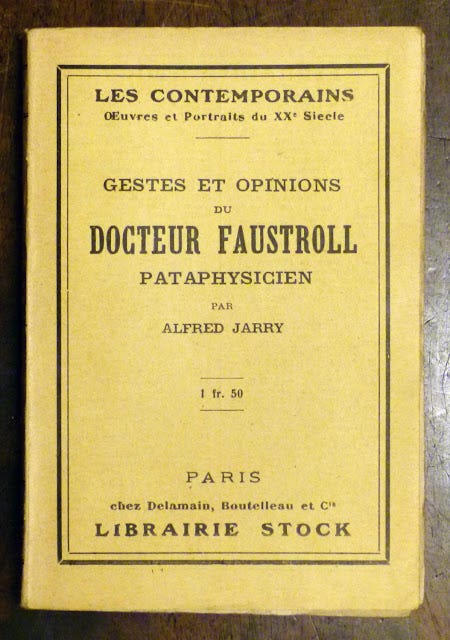 LES CONTEMPORAINS
Œuvres et Portraits du XXe Siecle
GESTES ET OPINIONS
DU
DOCTEUR FAUSTROLL
PATAPHYSICIEN
PAR
ALFRED JARRY
1 fr. 50
PARIS
chez Delamain, Boutelleau et Cie
LIBRAIRIE STOCK